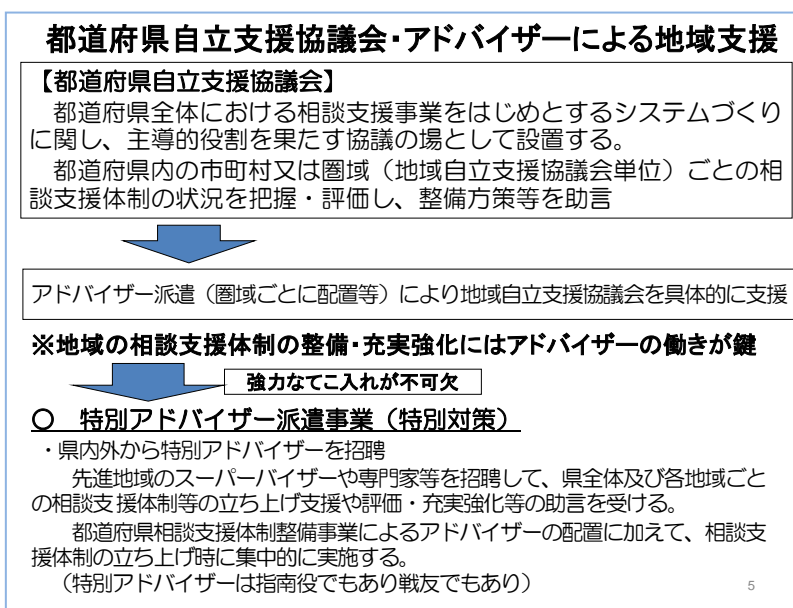 都道府県自立支援協議会・アドバイザーによる地域支援
【都道府県自立支援協議会】
　都道府県全体における相談支援事業をはじめとするシステムづくり
に関し、主導的役割を果たす協議の場として設置する。
　都道府県内の市町村又は圏域（地域自立支援協議会単位）ごとの相
談支援体制の状況を把握・評価し、整備方策等を助言
アドバイザー派遣（圏域ごとに配置等）により地域自立支援協議会を具体的に支援
※地域の相談支援体制の整備・充実強化にはアドバイザーの働きが鍵
強力なてこ入れが不可欠
○　特別アドバイザー派遣事業（特別対策）
・県内外から特別アドバイザーを招聘
　先進地域のスーパーバイザーや専門家等を招聘して、県全体及び各地域ごと
の相談支援体制等の立ち上げ支援や評価・充実強化等の助言を受ける。
　都道府県相談支援体制整備事業によるアドバイザーの配置に加えて、相談支
援体制の立ち上げ時に集中的に実施する。
（特別アドバイザーは指南役でもあり戦友でもあり）
5